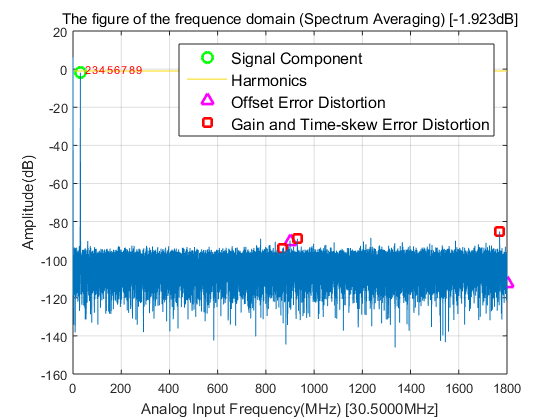 The figure of the frequence domain (Spectrum Averaging) [-1.923dB]
20
0
-20
-40
-60
-80
-100
-120
-140
-160
Amplitude(dB)
23456789
Signal Component
Harmonics
Offset Error Distortion
Gain and Time-skew Error Distortion
0 200 400 600 800 1000 1200 1400 1600 1800
Analog Input Frequency(MHz) [30.5000MHz]